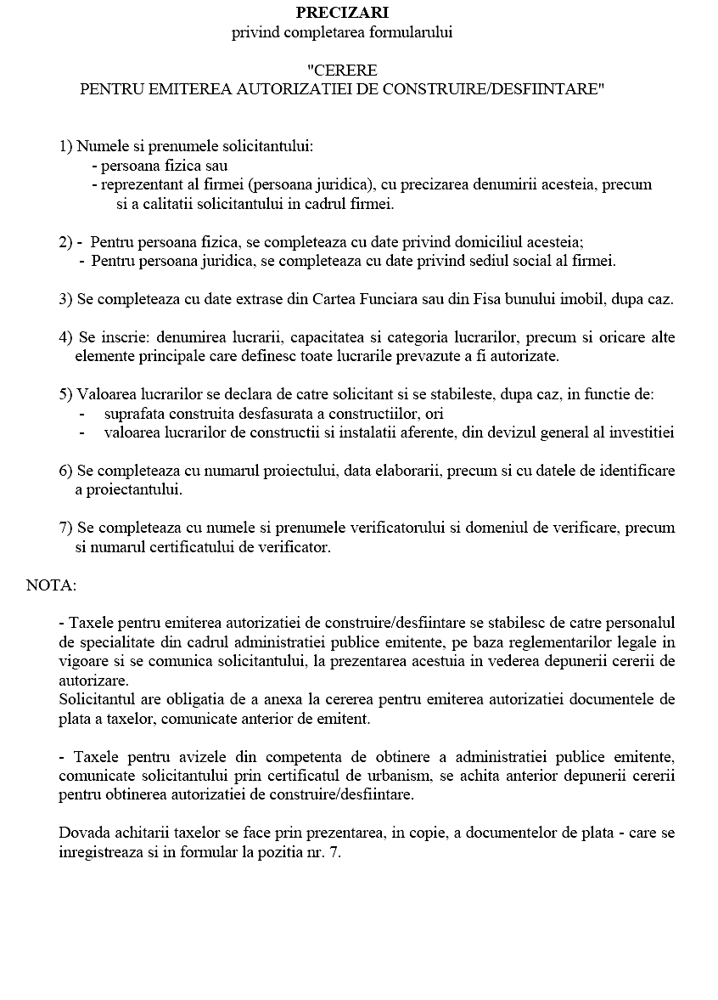 PRECIZARI
privind completarea formularului
"CERERE
PENTRU EMITEREA AUTORIZATIEI DE CONSTRUIRE/DESFIINTARE"
1) Numele si prenumele solicitantului:
- persoana fizica sau
- reprezentant al firmei (persoana juridica), cu precizarea denumirii acesteia, precum
si a calitatii solicitantului in cadrul firmei.
2) - Pentru persoana fizica, se completeaza cu date privind domiciliul acesteia;
- Pentru persoana juridica, se completeaza cu date privind sediul social al firmei.
3) Se completeaza cu date extrase din Cartea Funciara sau din Fisa bunului imobil, dupa caz.
4) Se inscrie: denumirea lucrarii, capacitatea si categoria lucrarilor, precum si oricare alte
elemente principale care definesc toate lucrarile prevazute a fi autorizate.
5) Valoarea lucrarilor se declara de catre solicitant si se stabileste, dupa caz, in functie de:
- suprafata construita desfasurata a constructiilor, ori
- valoarea lucrarilor de constructii si instalatii aferente, din devizul general al investitiei
6) Se completeaza cu numarul proiectului, data elaborarii, precum si cu datele de identificare
a proiectantului.
7) Se completeaza cu numele si prenumele verificatorului si domeniul de verificare, precum
si numarul certificatului de verificator.
NOTA:
- Taxele pentru emiterea autorizatiei de construire/desfiintare se stabilesc de catre personalul
de specialitate din cadrul administratiei publice emitente, pe baza reglementarilor legale in
vigoare si se comunica solicitantului, la prezentarea acestuia in vederea depunerii cererii de
autorizare.
Solicitantul are obligatia de a anexa la cererea pentru emiterea autorizatiei documentele de
plata a taxelor, comunicate anterior de emitent.
- Taxele pentru avizele din competenta de obtinere a administratiei publice emitente,
comunicate solicitantului prin certificatul de urbanism, se achita anterior depunerii cererii
pentru obtinerea autorizatiei de construire/desfiintare.
Dovada achitarii taxelor se face prin prezentarea, in copie, a documentelor de plata - care se
inregistreaza si in formular la pozitia nr. 7.